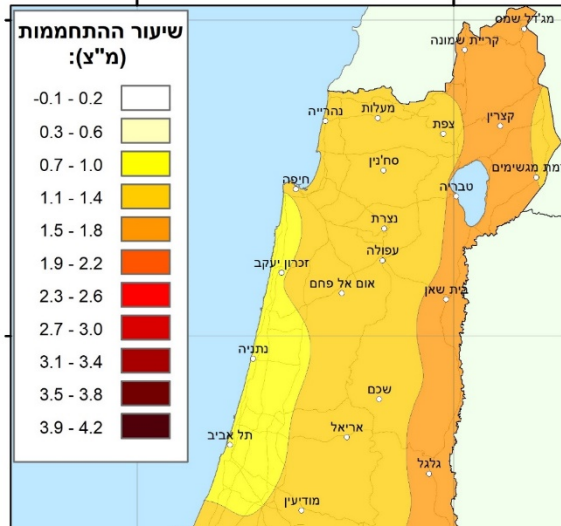 שיעור ההתחממות
(מ"צ):
-0.1 - 0.2
0.3 - 0.6
0.7 - 1.0
1.1 - 1.4
1.5 - 1.8
1.9 - 2.2
2.3 - 2.6
2.7 - 3.0
3.1 - 3.4
3.5 - 3.8
3.9 - 4.2
מג'דל שמס
קריית שמונה
נהרייה
מעלות
צפת
קצרין
סח'נין
רמת מגשימים
חיפה
טבריה
נצרת
עפולה
זכרון יעקב
אום אל פחם
בית שאן
נתניה
שכם
תל אביב
אריאל
גלגל
מודיעין